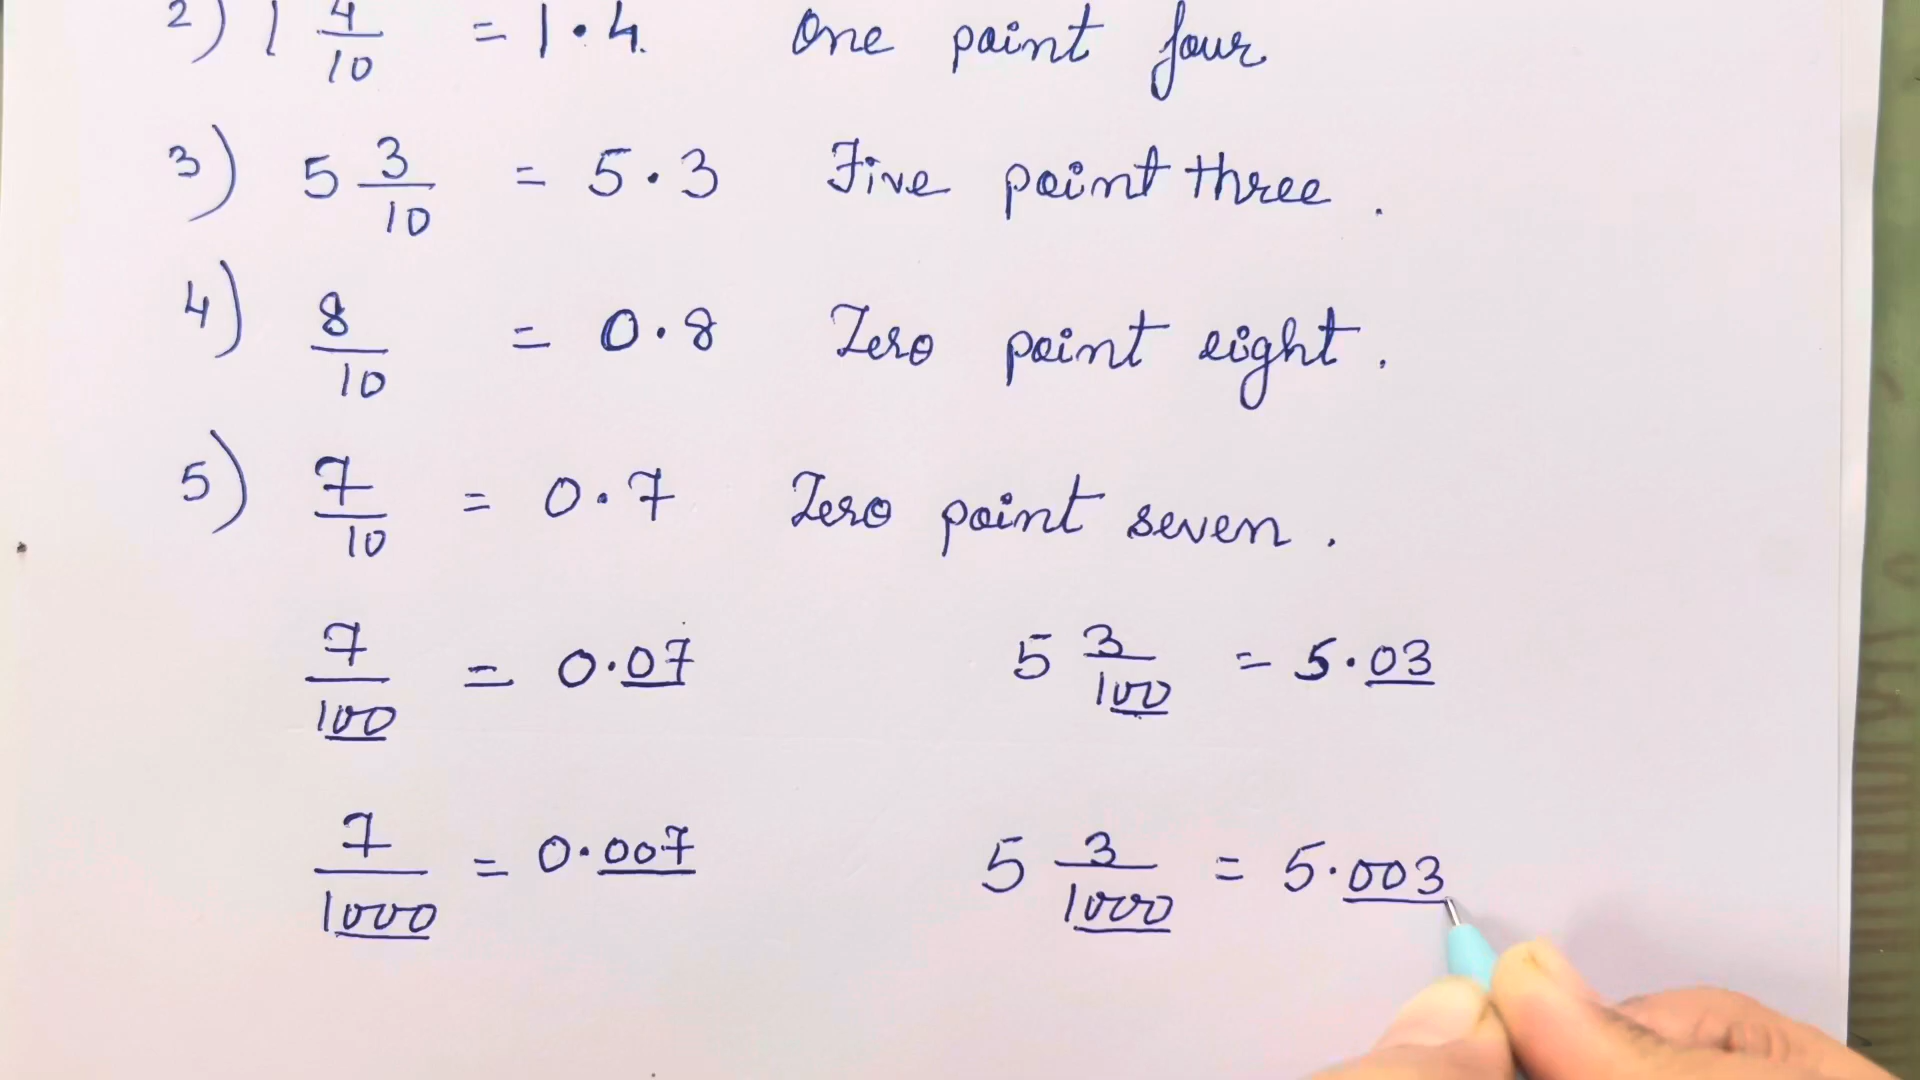 2) 1 4/10 = 1.4 One point four
3) 5 3/10 = 5.3 Five point three.
4) 8/10 = 0.8 Zero point eight.
5) 7/10 = 0.7 Zero point seven.
7/100 = 0.07 5 3/100 = 5.03
7/1000 = 0.007 5 3/1000 = 5.003